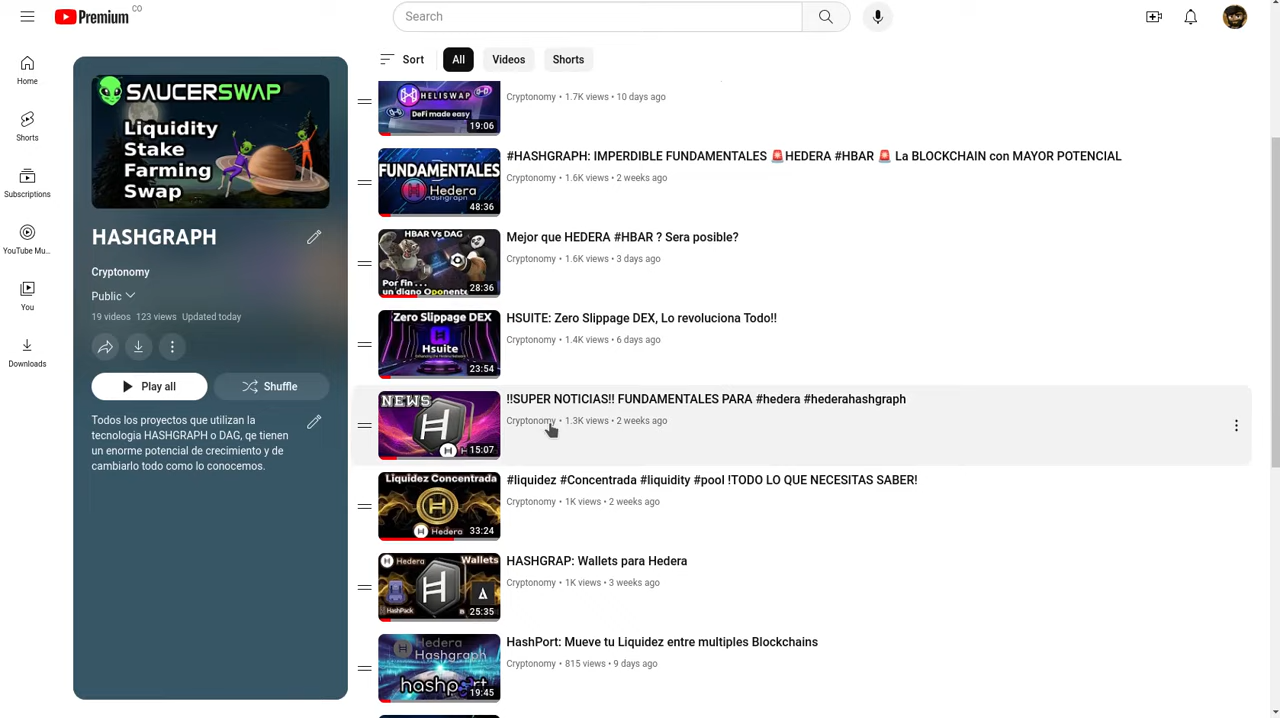 Premium CO
Search
Home
Shorts
Subscriptions
YouTube Mu...
You
Downloads
SAUCERSWAP
Liquidity
Stake
Farming
Swap
HASHGRAPH
Cryptonomy
Public
19 videos 123 views Updated today
Play all
Shuffle
Todos los proyectos que utilizan la
tecnologia HASHGRAPH o DAG, qe tienen
un enorme potencial de crecimiento y de
cambiarlo todo como lo conocemos.
Sort
All
Videos
Shorts
HELISWAP
DeFi made easy
19:06
Cryptonomy • 1.7K views • 10 days ago
FUNDAMENTALES
Hedera
Hashgraph
48:36
#HASHGRAPH: IMPERDIBLE FUNDAMENTALES 🚨HEDERA #HBAR 🚨 La BLOCKCHAIN con MAYOR POTENCIAL
Cryptonomy • 1.6K views • 2 weeks ago
HBAR Vs DAG
Por fin . . .
un digno Oponente
28:36
Mejor que HEDERA #HBAR ? Sera posible?
Cryptonomy • 1.6K views • 3 days ago
Zero Slippage DEX
Hsuite
23:54
HSUITE: Zero Slippage DEX, Lo revoluciona Todo!!
Cryptonomy • 1.4K views • 6 days ago
NEWS
15:07
!!SUPER NOTICIAS!! FUNDAMENTALES PARA #hedera #hederahashgraph
Cryptonomy • 1.3K views • 2 weeks ago
Liquidez Concentrada
Hedera
33:24
#liquidez #Concentrada #liquidity #pool !TODO LO QUE NECESITAS SABER!
Cryptonomy • 1K views • 2 weeks ago
Hedera
Wallets
HashPack
25:35
HASHGRAP: Wallets para Hedera
Cryptonomy • 1K views • 3 weeks ago
Hedera
Hashgraph
hashport
19:45
HashPort: Mueve tu Liquidez entre multiples Blockchains
Cryptonomy • 815 views • 9 days ago